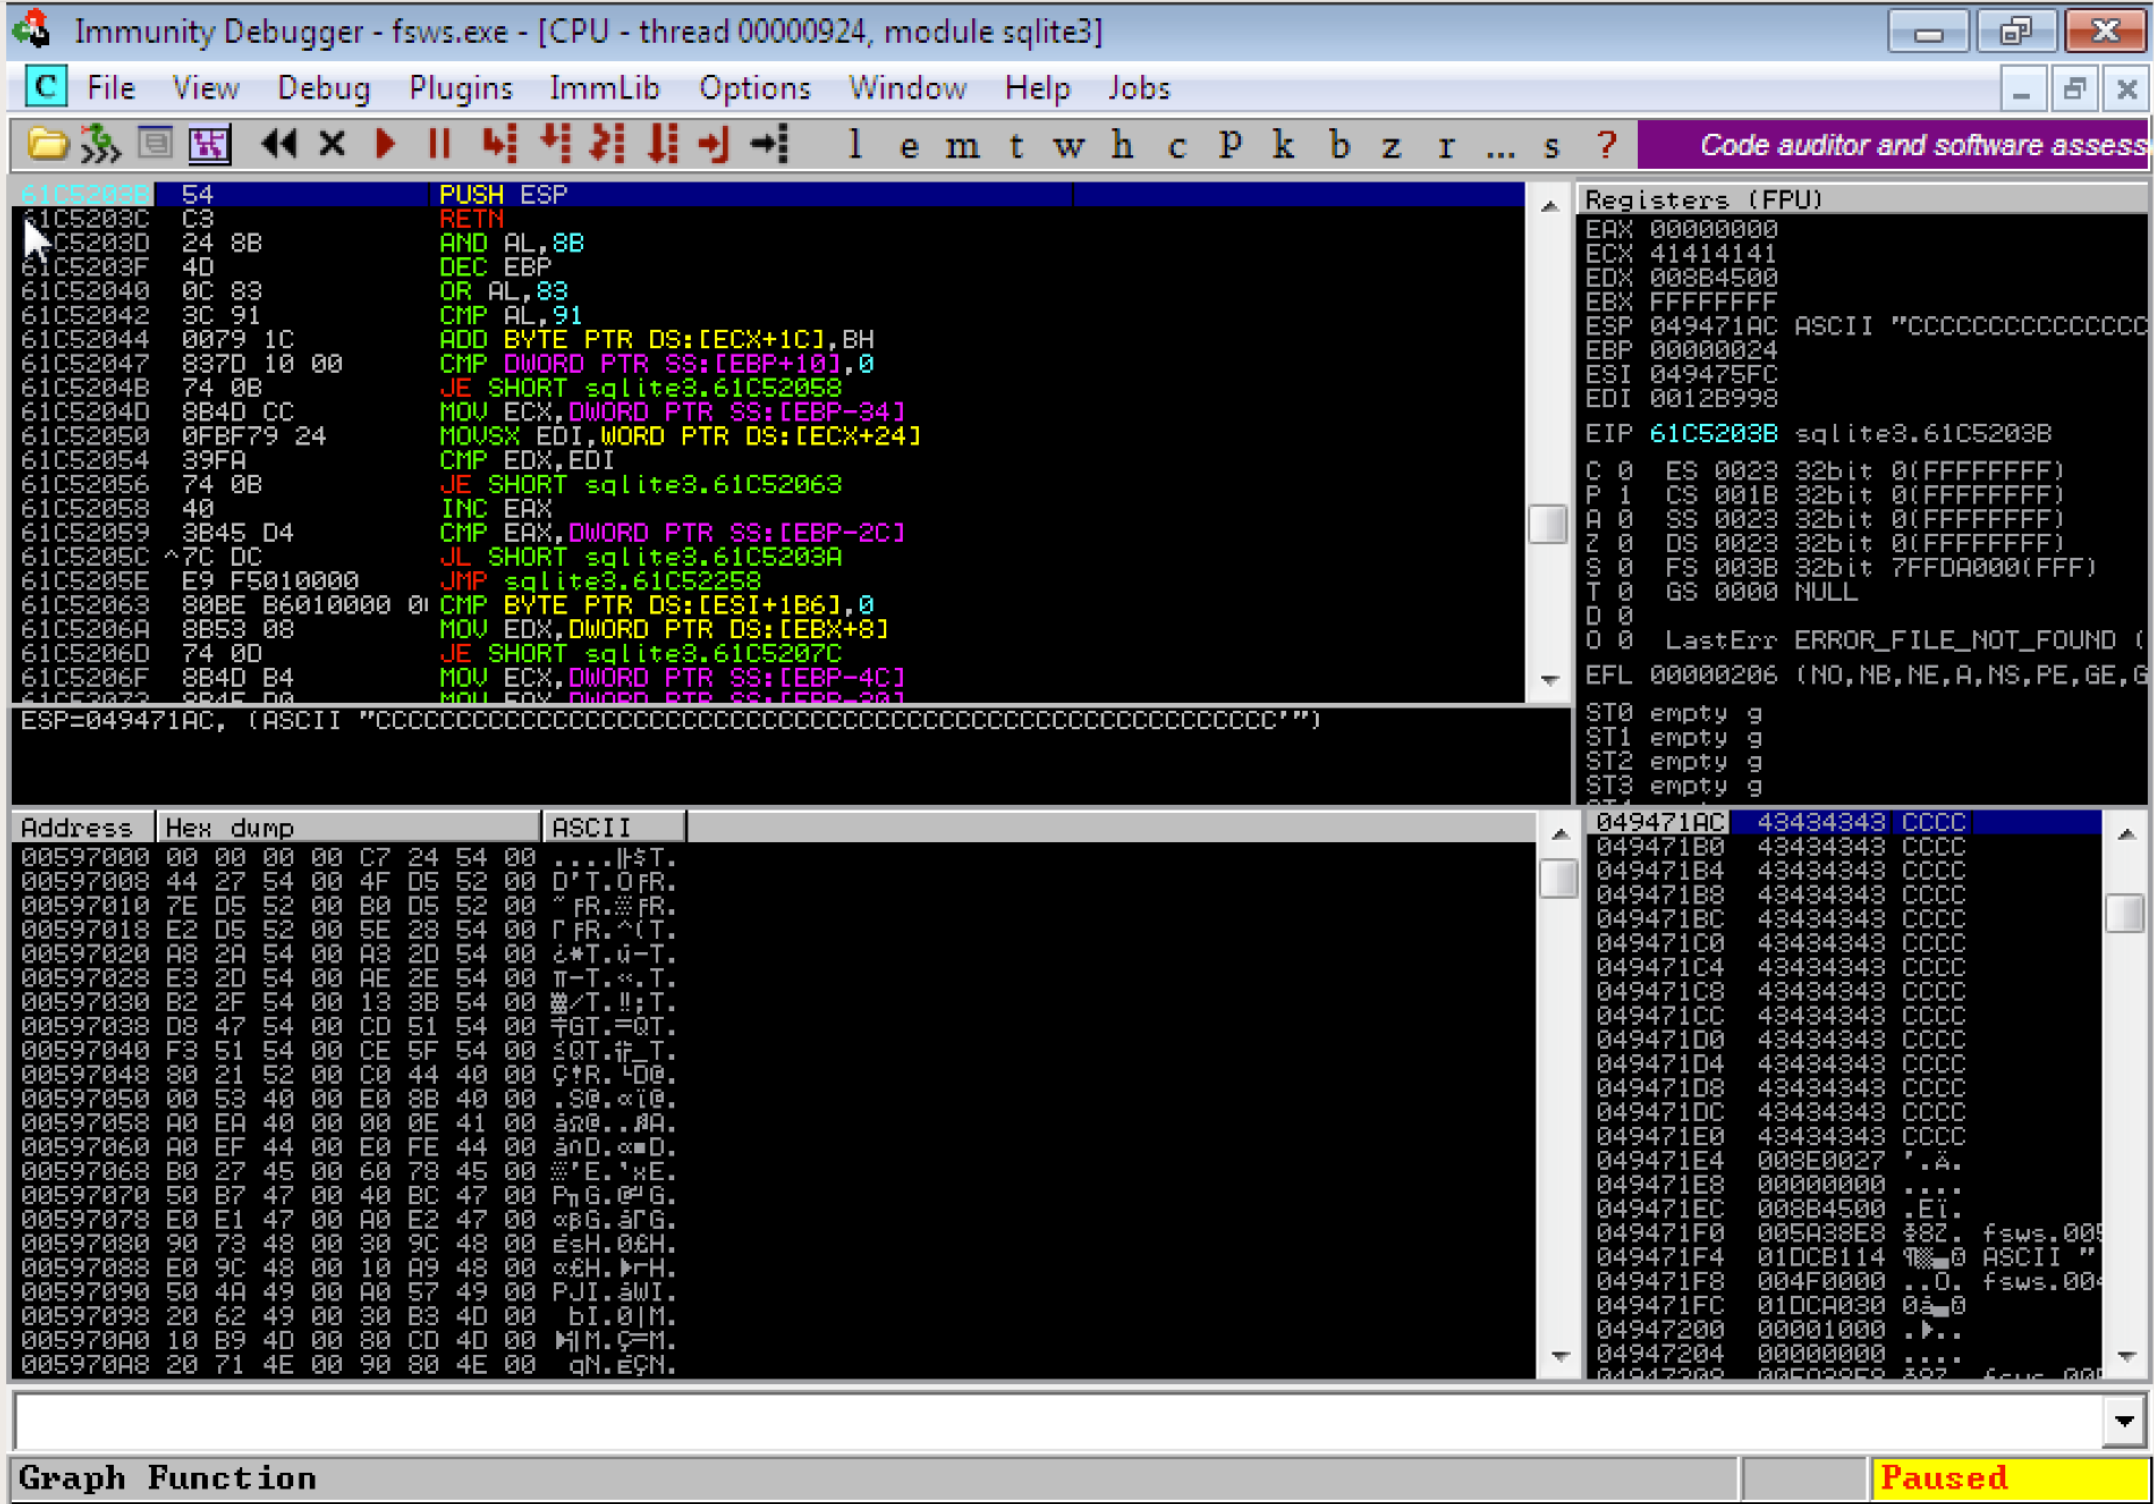 Immunity Debugger - fsws.exe - [CPU - thread 00000924, module sqlite3]
C File View Debug Plugins ImmLib Options Window Help Jobs
l e m t w h c P k b z r ... s ? Code auditor and software assess
61C5203B 54 PUSH ESP
61C5203C C3 RETN
61C5203D 24 8B AND AL,8B
61C5203F 4D DEC EBP
61C52040 0C 83 OR AL,83
61C52042 3C 91 CMP AL,91
61C52044 0079 1C ADD BYTE PTR DS:[ECX+1C],BH
61C52047 837D 10 00 CMP DWORD PTR SS:[EBP+10],0
61C5204B 74 0B JE SHORT sqlite3.61C52058
61C5204D 8B4D CC MOV ECX,DWORD PTR SS:[EBP-34]
61C52050 0FBF79 24 MOVSX EDI,WORD PTR DS:[ECX+24]
61C52054 39FA CMP EDX,EDI
61C52056 74 0B JE SHORT sqlite3.61C52063
61C52058 40 INC EAX
61C52059 3B45 D4 CMP EAX,DWORD PTR SS:[EBP-2C]
61C5205C ^7C DC JL SHORT sqlite3.61C5203A
61C5205E E9 F5010000 JMP sqlite3.61C52258
61C52063 80BE B6010000 0 CMP BYTE PTR DS:[ESI+1B6],0
61C5206A 8B53 08 MOV EDX,DWORD PTR DS:[EBX+8]
61C5206D 74 0D JE SHORT sqlite3.61C5207C
61C5206F 8B4D B4 MOV ECX,DWORD PTR SS:[EBP-4C]
Registers (FPU)
EAX 00000000
ECX 41414141
EDX 008B4500
EBX FFFFFFFF
ESP 049471AC ASCII "CCCCCCCCCCCCCCC
EBP 00000024
ESI 049475FC
EDI 0012B998
EIP 61C5203B sqlite3.61C5203B
C 0 ES 0023 32bit 0(FFFFFFFF)
P 1 CS 001B 32bit 0(FFFFFFFF)
A 0 SS 0023 32bit 0(FFFFFFFF)
Z 0 DS 0023 32bit 0(FFFFFFFF)
S 0 FS 003B 32bit 7FFDA000(FFF)
T 0 GS 0000 NULL
D 0
O 0 LastErr ERROR_FILE_NOT_FOUND (
EFL 00000206 (NO,NB,NE,A,NS,PE,GE,G
ST0 empty g
ST1 empty g
ST2 empty g
ST3 empty g
ESP=049471AC, (ASCII "CCCCCCCCCCCCCCCCCCCCCCCCCCCCCCCCCCCCCCCCCCCCCCCCCCCCCCCC'")
Address Hex dump ASCII
00597000 00 00 00 00 C7 24 54 00 ....╟$T.
00597008 44 27 54 00 4F D5 52 00 D'T.O╒R.
00597010 7E D5 52 00 B0 D5 52 00 ~╒R.░╒R.
00597018 E2 D5 52 00 5E 28 54 00 Γ╒R.^(T.
00597020 A8 2A 54 00 A3 2D 54 00 ¿*T.ú-T.
00597028 E3 2D 54 00 AE 2E 54 00 π-T.«.T.
00597030 B2 2F 54 00 13 3B 54 00 ▓/T.‼;T.
00597038 D8 47 54 00 CD 51 54 00 ╪GT.═QT.
00597040 F3 51 54 00 CE 5F 54 00 ≤QT.╬_T.
00597048 80 21 52 00 C0 44 40 00 Ç!R.└D@.
00597050 00 53 40 00 E0 8B 40 00 .S@.αï@.
00597058 A0 EA 40 00 00 0E 41 00 áΩ@..♫A.
00597060 A0 EF 44 00 E0 FE 44 00 á∩D.α■D.
00597068 B0 27 45 00 60 78 45 00 ░'E.`xE.
00597070 50 B7 47 00 40 BC 47 00 P╖G.@╝G.
00597078 E0 E1 47 00 A0 E2 47 00 αßG.áΓG.
00597080 90 73 48 00 30 9C 48 00 ÉsH.0£H.
00597088 E0 9C 48 00 10 A9 48 00 α£H.►⌐H.
00597090 50 4A 49 00 A0 57 49 00 PJI.áWI.
00597098 20 62 49 00 30 B3 4D 00 bI.0│M.
005970A0 10 B9 4D 00 80 CD 4D 00 ►╣M.Ç═M.
005970A8 20 71 4E 00 90 80 4E 00 qN.ÉÇN.
049471AC 43434343 CCCC
049471B0 43434343 CCCC
049471B4 43434343 CCCC
049471B8 43434343 CCCC
049471BC 43434343 CCCC
049471C0 43434343 CCCC
049471C4 43434343 CCCC
049471C8 43434343 CCCC
049471CC 43434343 CCCC
049471D0 43434343 CCCC
049471D4 43434343 CCCC
049471D8 43434343 CCCC
049471DC 43434343 CCCC
049471E0 43434343 CCCC
049471E4 008E0027 '.Ä.
049471E8 00000000 ....
049471EC 008B4500 .Eï.
049471F0 005A38E8 Φ8Z. fsws.005
049471F4 01DCB114 ¶▒▄☺ ASCII "
049471F8 004F0000 ..O. fsws.004
049471FC 01DCA030 0á▄☺
04947200 00001000 .►..
04947204 00000000 ....
Graph Function
Paused